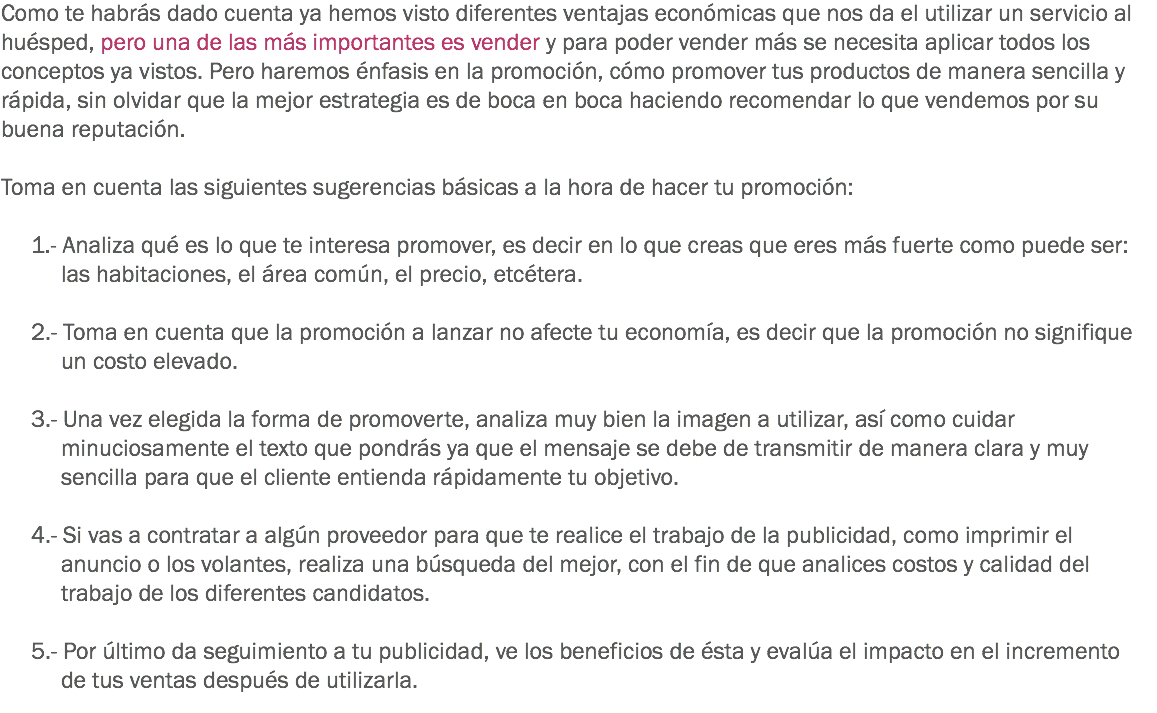 Como te habrás dado cuenta ya hemos visto diferentes ventajas económicas que nos da el utilizar un servicio al
huésped, pero una de las más importantes es vender y para poder vender más se necesita aplicar todos los
conceptos ya vistos. Pero haremos énfasis en la promoción, cómo promover tus productos de manera sencilla y
rápida, sin olvidar que la mejor estrategia es de boca en boca haciendo recomendar lo que vendemos por su
buena reputación.
Toma en cuenta las siguientes sugerencias básicas a la hora de hacer tu promoción:
1.- Analiza qué es lo que te interesa promover, es decir en lo que creas que eres más fuerte como puede ser:
las habitaciones, el área común, el precio, etcétera.
2.- Toma en cuenta que la promoción a lanzar no afecte tu economía, es decir que la promoción no signifique
un costo elevado.
3.- Una vez elegida la forma de promoverte, analiza muy bien la imagen a utilizar, así como cuidar
minuciosamente el texto que pondrás ya que el mensaje se debe de transmitir de manera clara y muy
sencilla para que el cliente entienda rápidamente tu objetivo.
4.- Si vas a contratar a algún proveedor para que te realice el trabajo de la publicidad, como imprimir el
anuncio o los volantes, realiza una búsqueda del mejor, con el fin de que analices costos y calidad del
trabajo de los diferentes candidatos.
5.- Por último da seguimiento a tu publicidad, ve los beneficios de ésta y evalúa el impacto en el incremento
de tus ventas después de utilizarla.